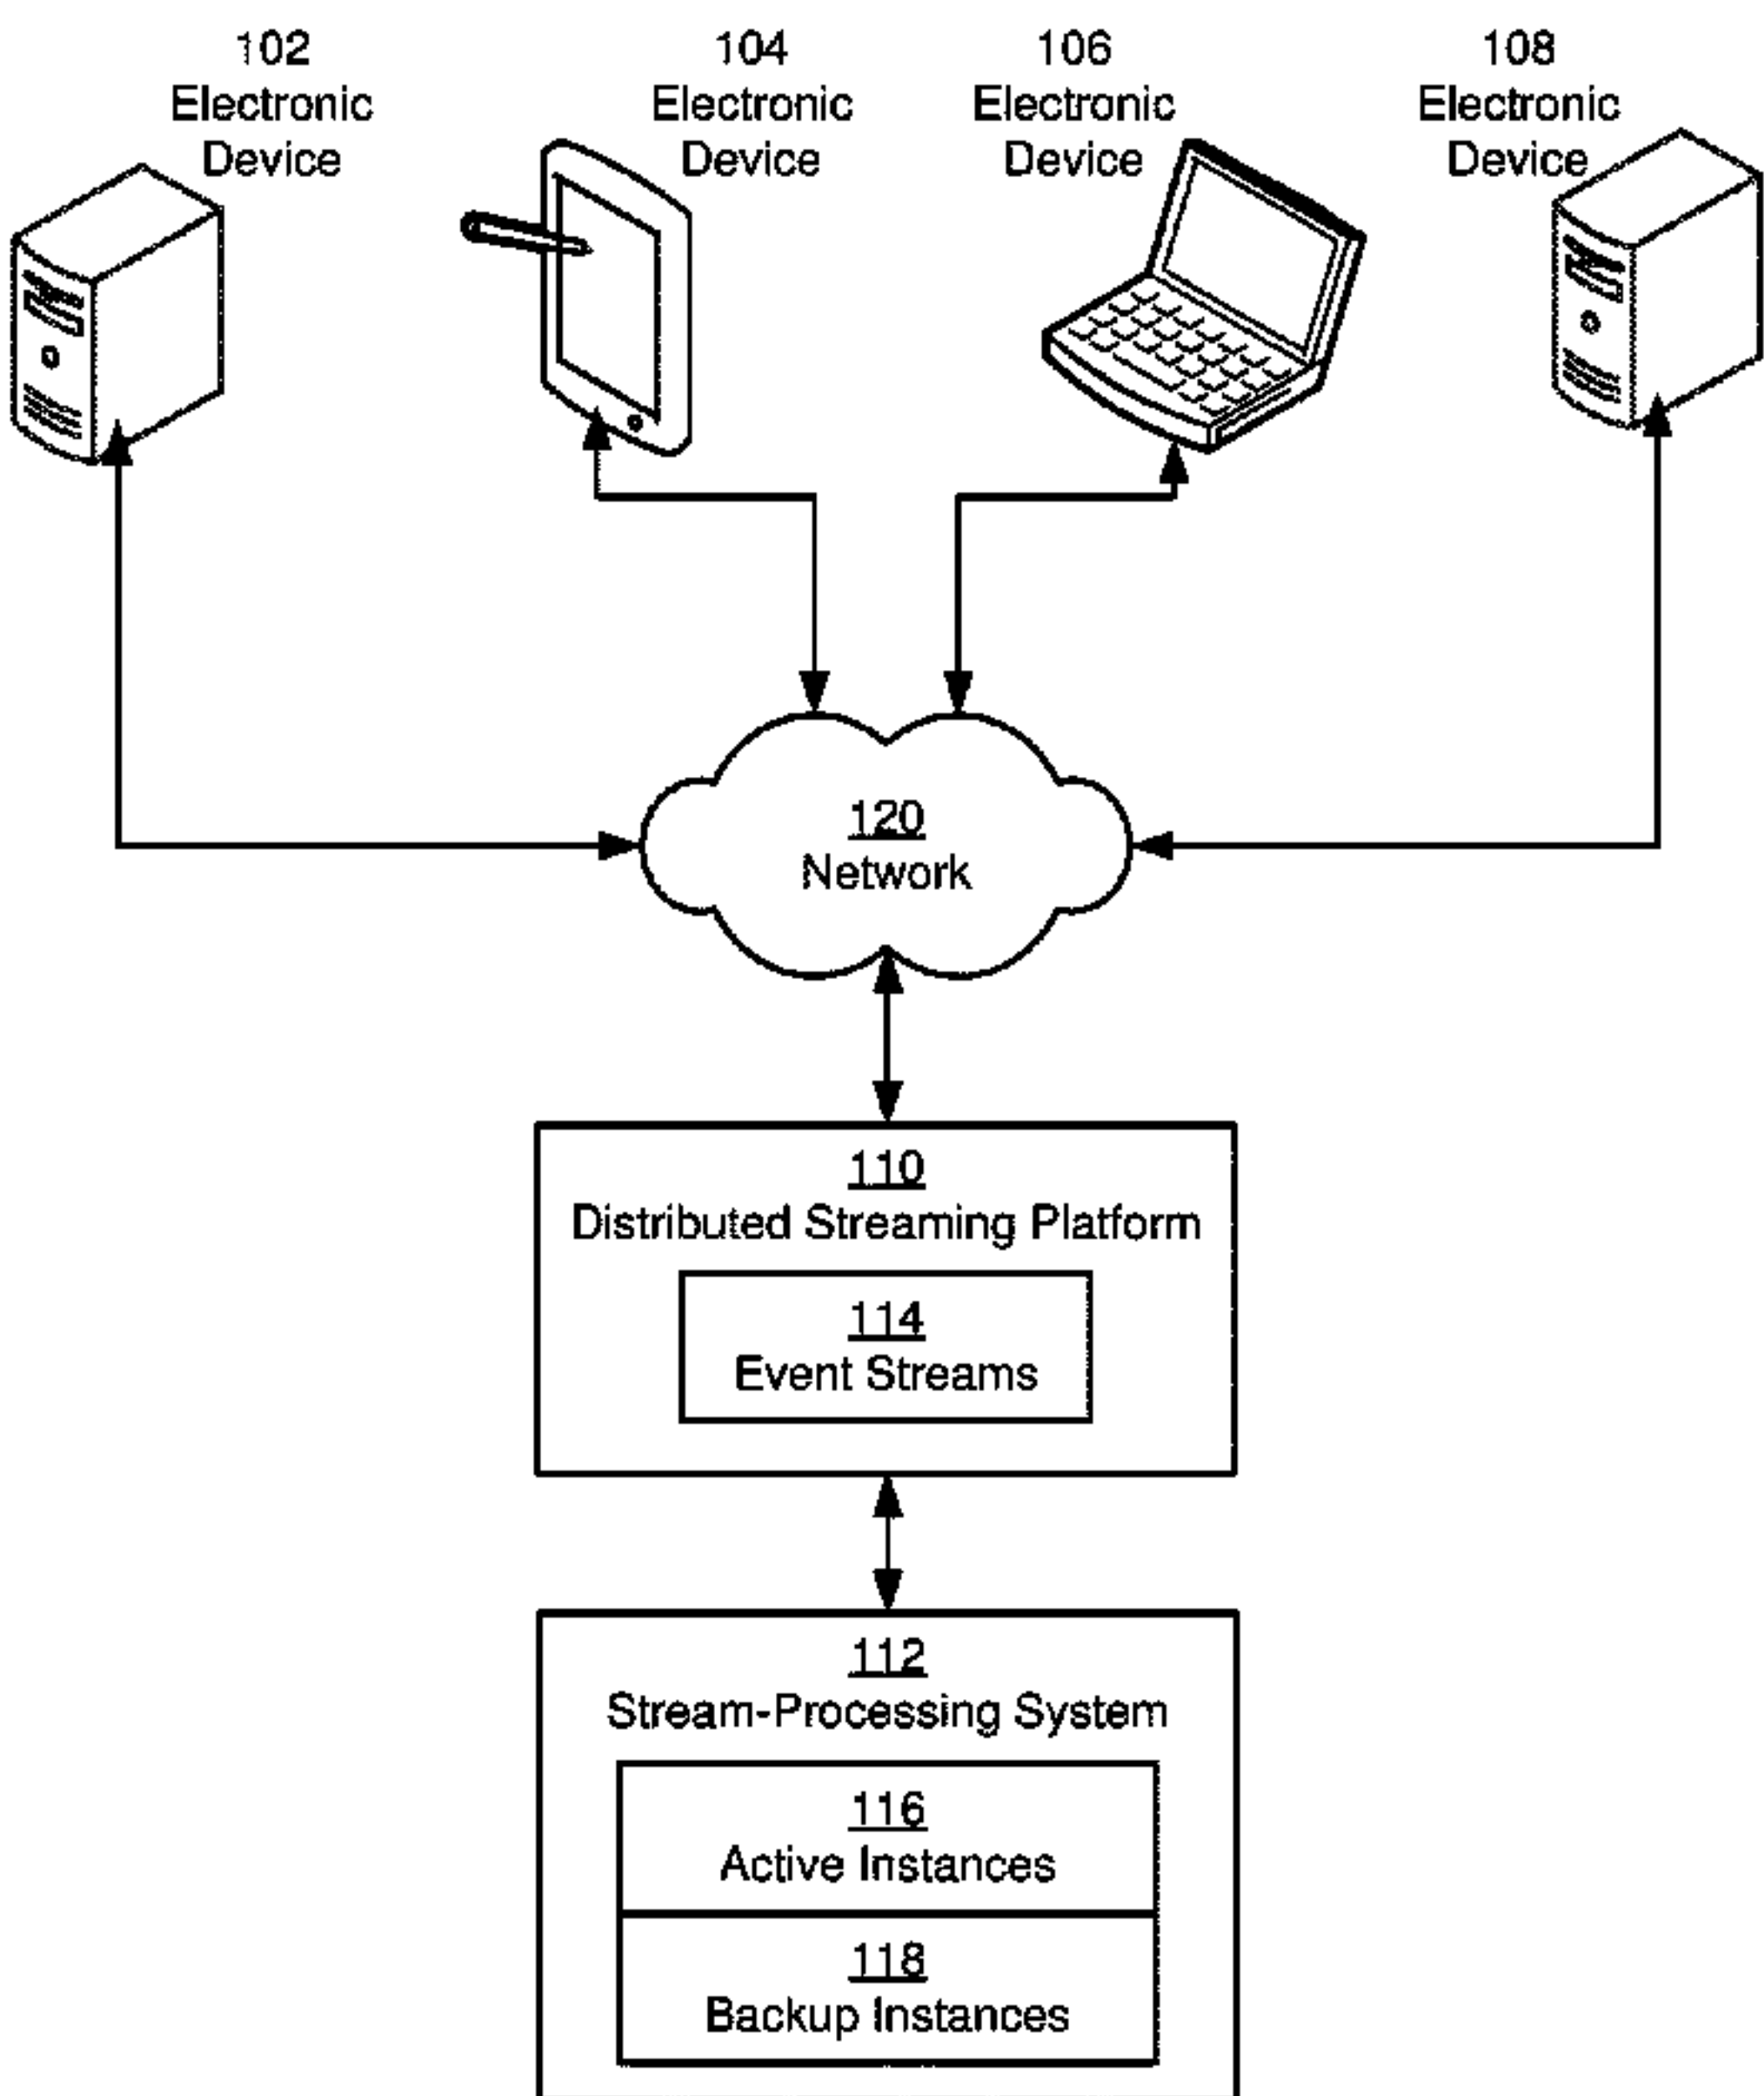 102
Electronic
Device
104
Electronic
Device
106
Electronic
Device
108
Electronic
Device
120
Network
110
Distributed Streaming Platform
114
Event Streams
112
Stream-Processing System
116
Active Instances
118
Backup Instances